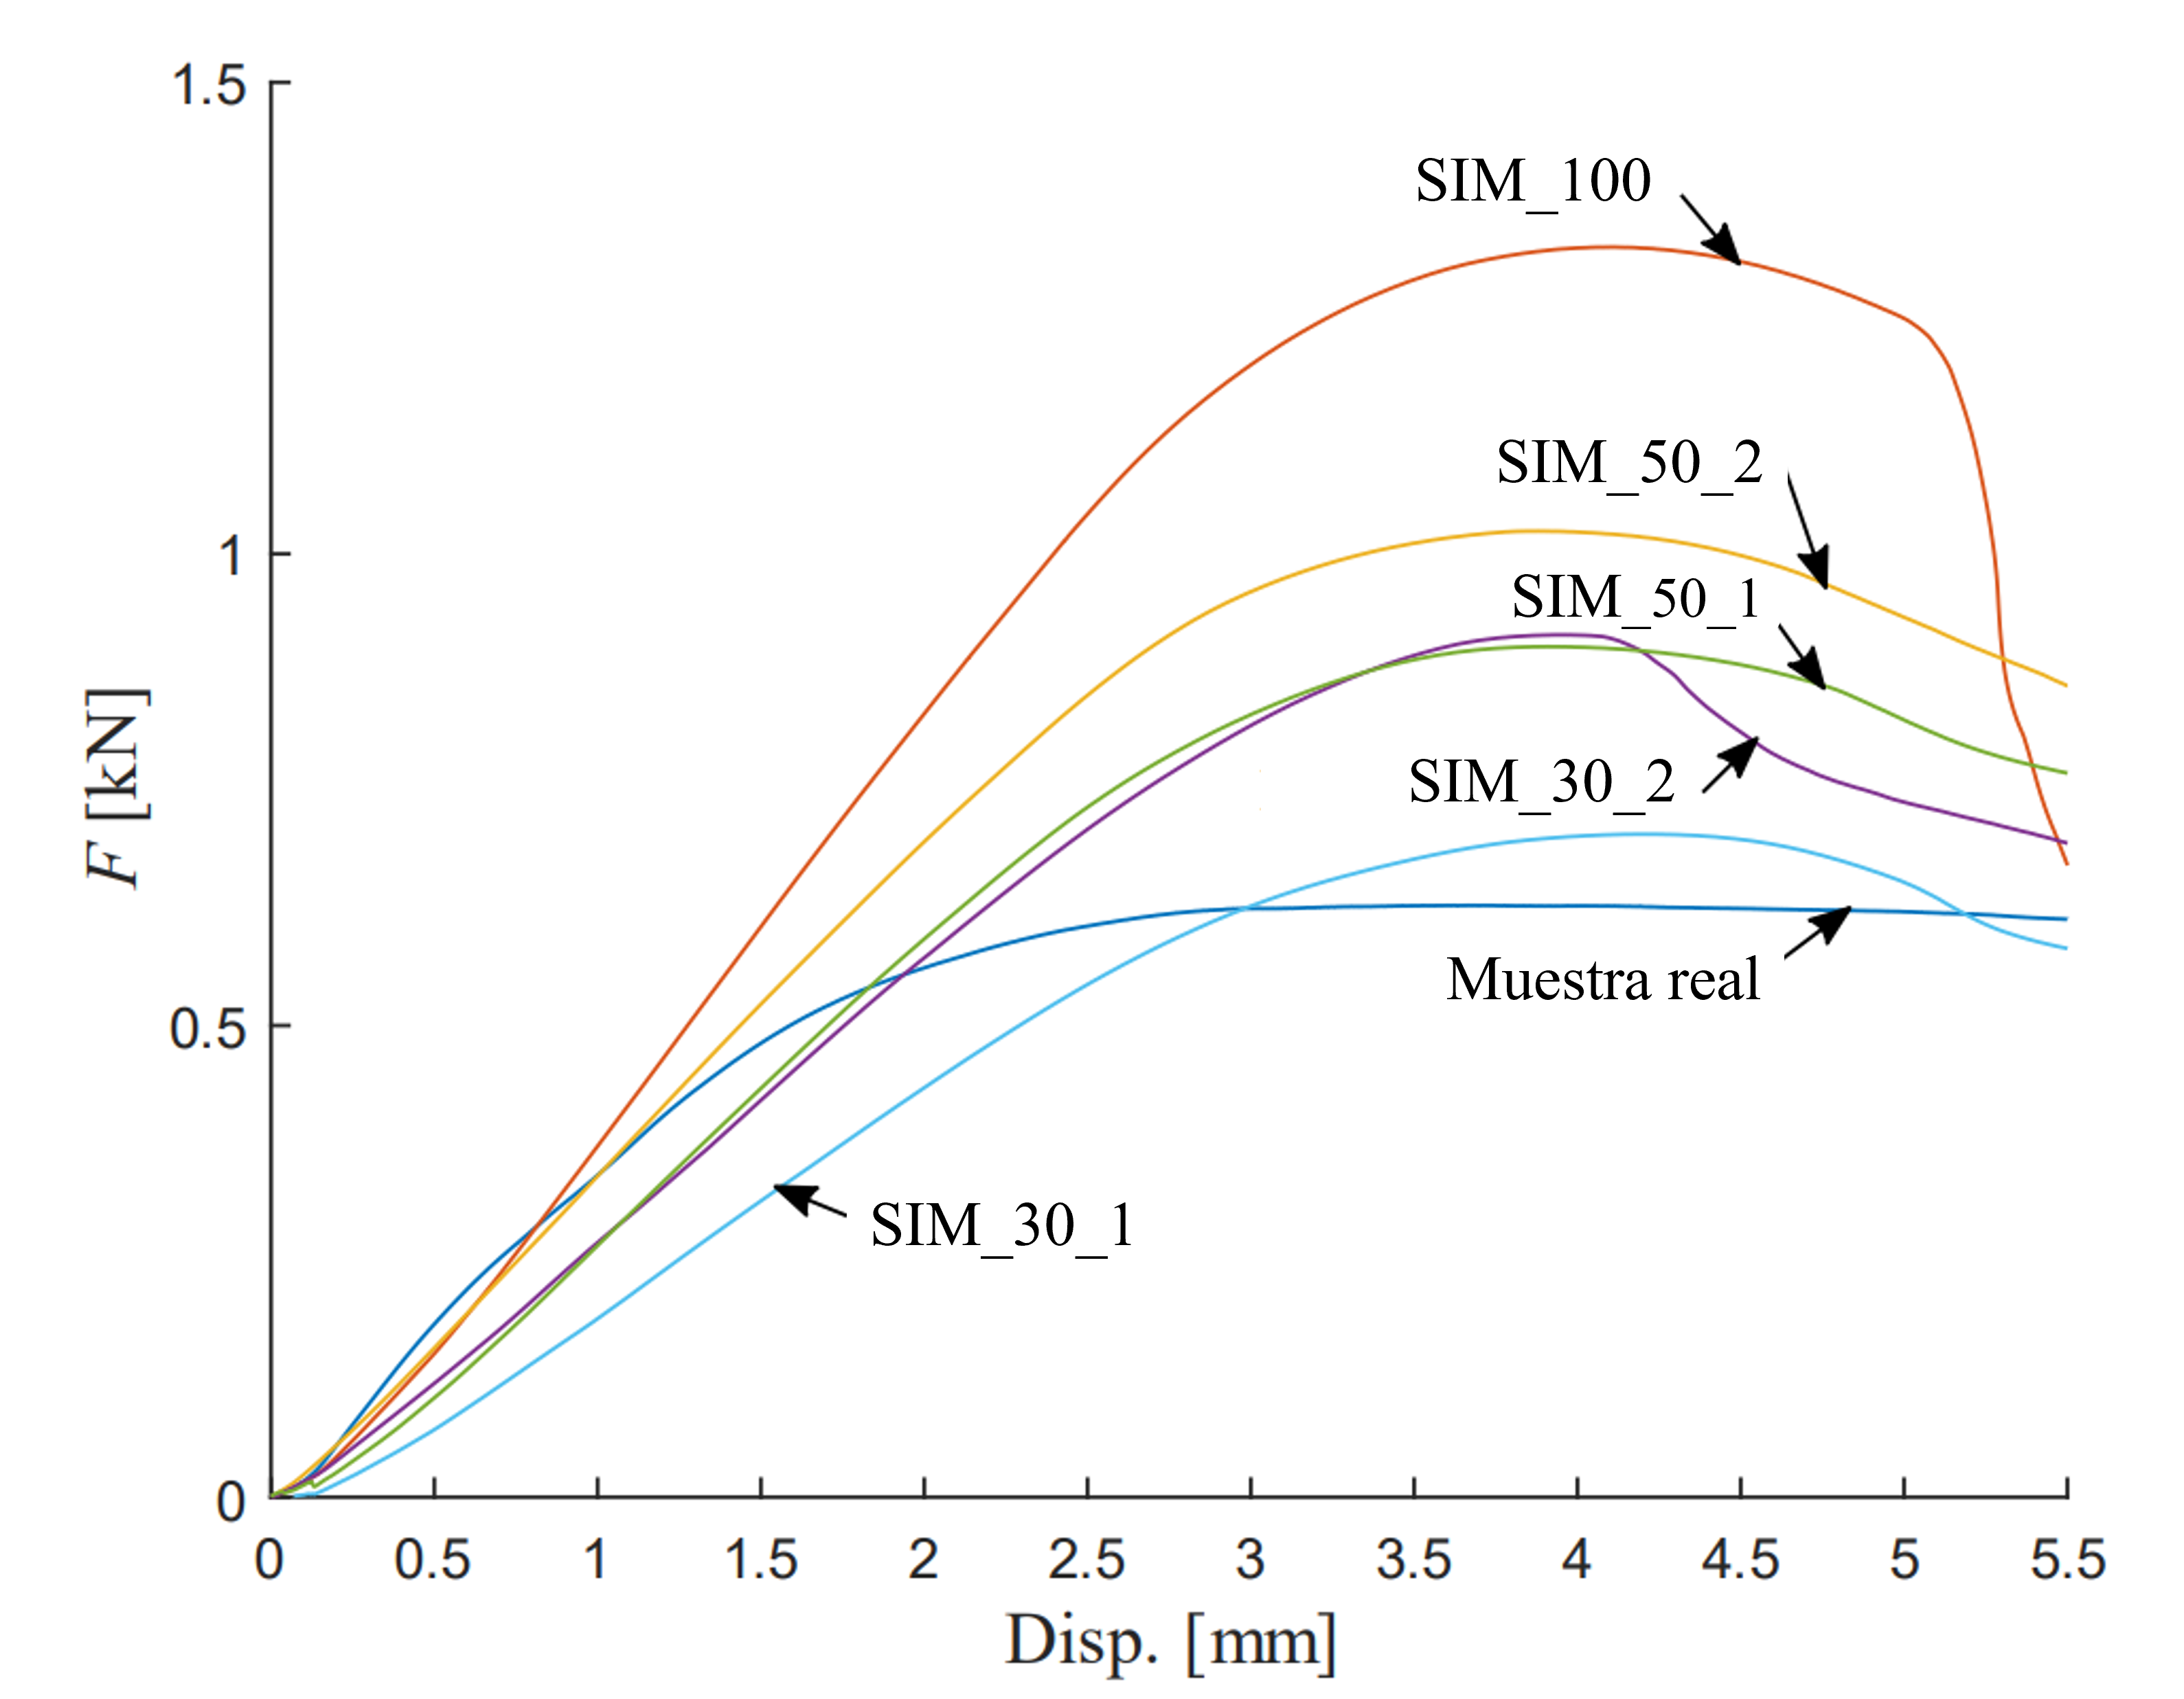 1.5
SIM_100
SIM_50_2
1
SIM_50_1
F [kN]
SIM_30_2
Muestra real
0.5
SIM_30_1
0
0 0.5 1 1.5 2 2.5 3 3.5 4 4.5 5 5.5
Disp. [mm]